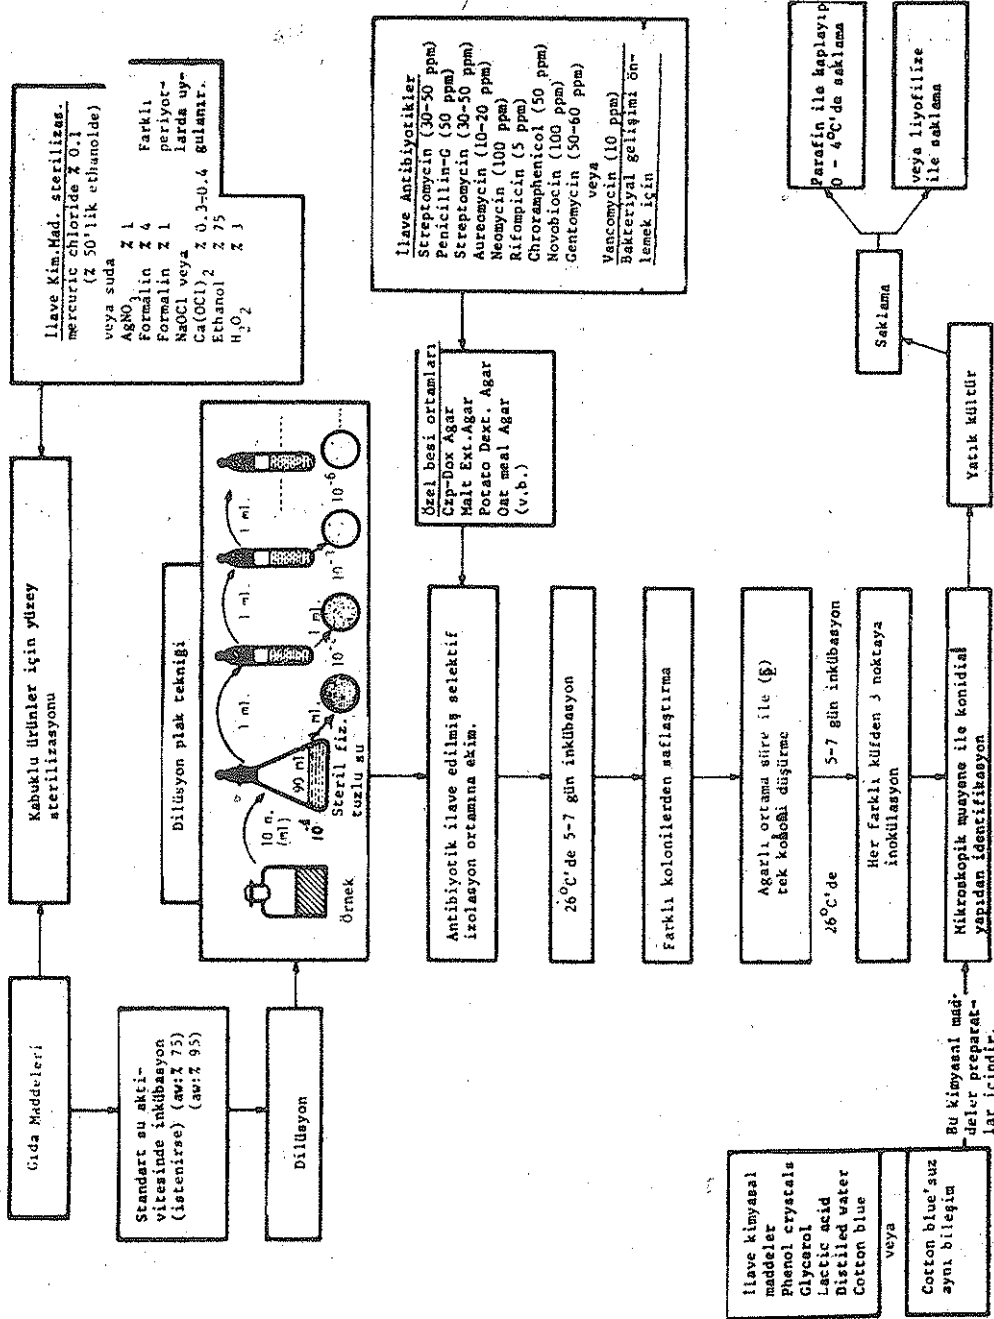 Gıda Maddeleri
Kabuklu ürünler için yüzey
sterilizasyonu
İlave Kim.Mad. sterilizas.
mercuric chloride % 0.1
(% 50'lik ethanolde)
veya suda
AgNO3 % 1
Formalin % 4
Formalin % 1
NaOCl veya
Ca(OCl)2 % 0.3-0.4
Ethanol % 75
H2O2 % 3
Farklı
periyot-
larda uy-
gulanır.
Standart su akti-
vitesinde inkübasyon
(istenirse) (aw:% 75)
(aw:% 95)
Dilüsyon
Dilüsyon plak tekniği
Örnek
10 n.
(ml)
10-1
90 ml
Steril fiz.
tuzlu su
1 ml.
1 ml.
1 ml.
ml.
1 ml.
10-2
10-3
10-6
Antibiyotik ilave edilmiş selektif
izolasyon ortamına ekim.
Özel besi ortamları
Czp-Dox Agar
Malt Ext.Agar
Potato Dext. Agar
Oat meal Agar
(v.b.)
İlave Antibiyotikler
Streptomycin (30-50 ppm)
Penicillin-G (50 ppm)
Streptomycin (30-50 ppm)
Aureomycin (10-20 ppm)
Neomycin (100 ppm)
Rifompicin (5 ppm)
Chroramphenicol (50 ppm)
Novobiocin (100 ppm)
Gentomycin (50-60 ppm)
veya
Vancomycin (10 ppm)
Bakteriyal gelişimi ön-
lemek için
26°C'de 5-7 gün inkübasyon
Farklı kolonilerden saflaştırma
Agarlı ortama süre ile (Ş)
tek koloni düşürme
26°C'de 5-7 gün inkübasyon
Her farklı küfden 3 noktaya
inokülasyon
Mikroskopik muayene ile konidial
yapıdan identifikasyon
Yatık kültür
Saklama
Parafin ile kaplayıp
0 - 4°C'de saklama
veya liyofilize
ile saklama
İlave kimyasal
maddeler
Phenol crystals
Glycerol
Lactic acid
Distiled water
Cotton blue
veya
Cotton blue'suz
aynı bileşim
Bu kimyasal mad-
deler preparat-
lar içindir.